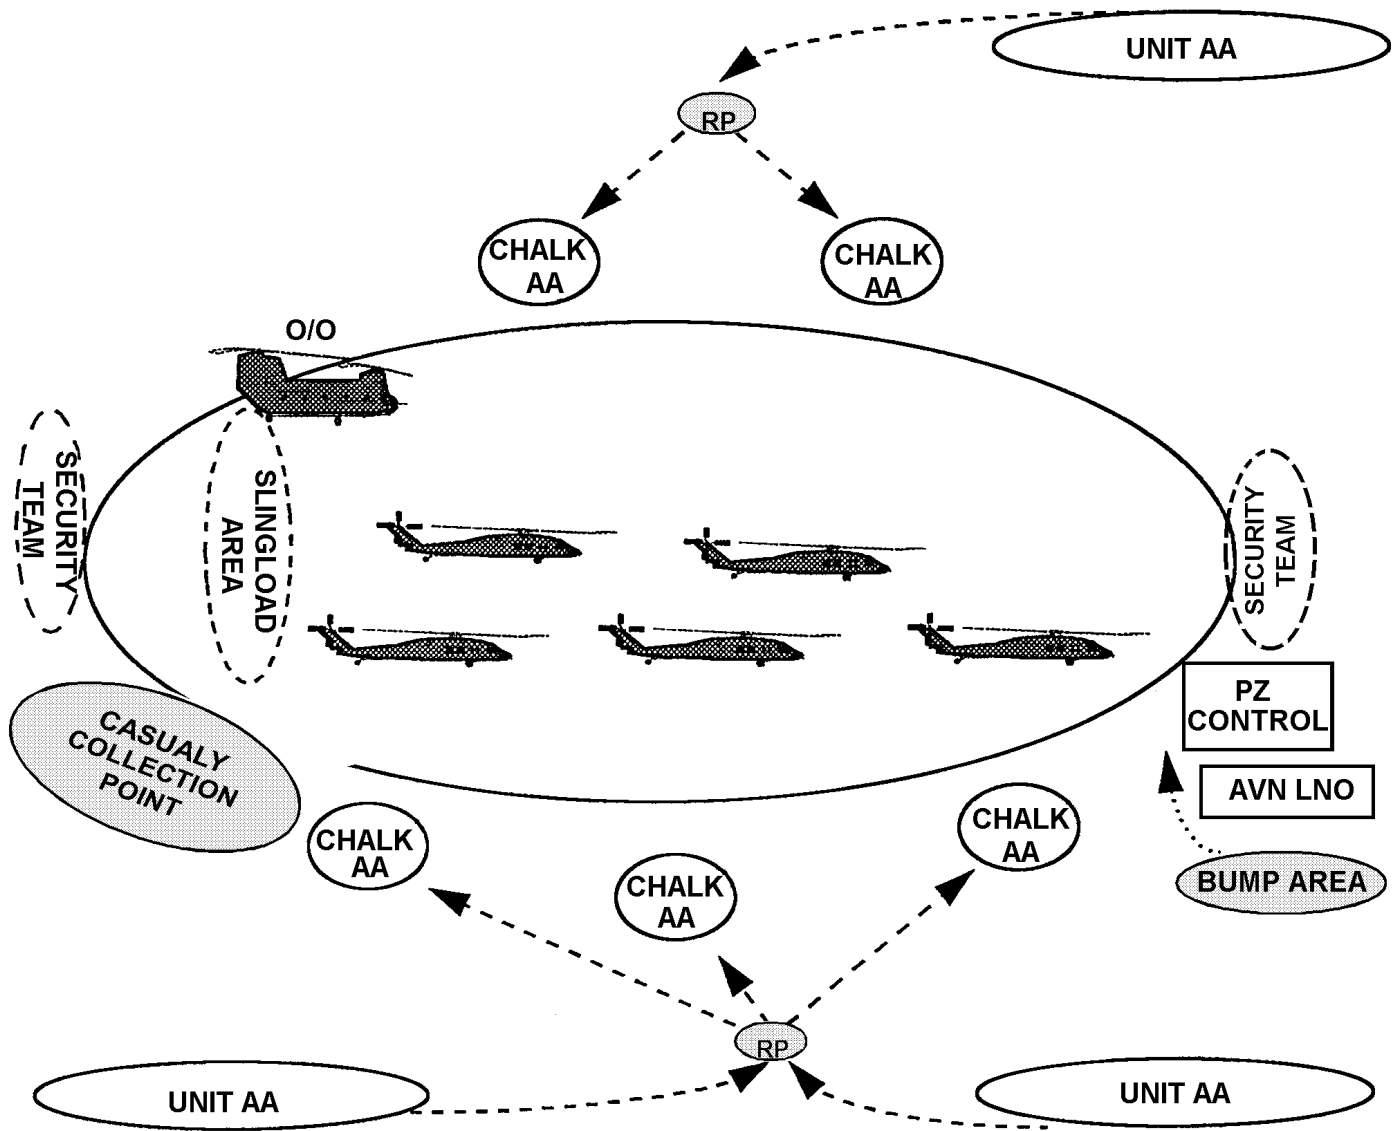 UNIT AA
RP
CHALK
AA
CHALK
AA
O/O
SECURITY
TEAM
SLINGLOAD
AREA
SECURITY
TEAM
PZ
CONTROL
AVN LNO
BUMP AREA
CASUALY
COLLECTION
POINT
CHALK
AA
CHALK
AA
CHALK
AA
RP
UNIT AA
UNIT AA